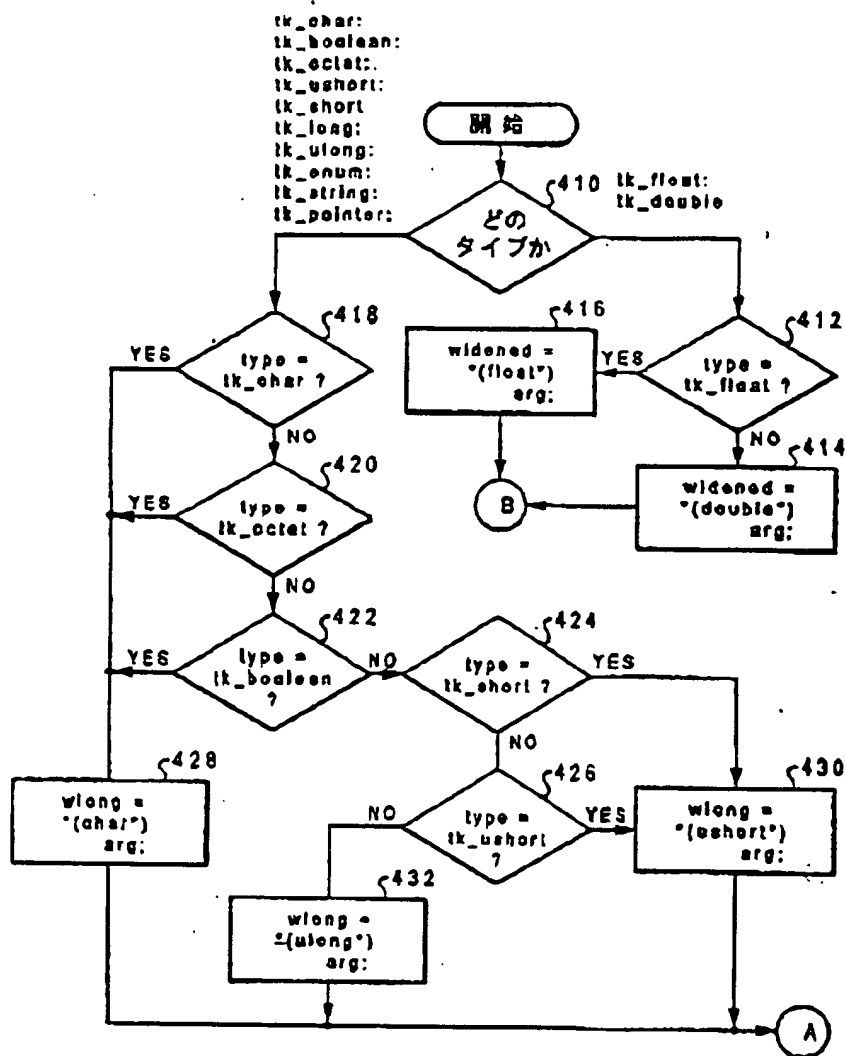 tk_char:
tk_boolean:
tk_octet:
tk_ushort:
tk_short
tk_long:
tk_ulong:
tk_enum:
tk_string:
tk_pointer:
開始
410
tk_float:
tk_double
どの
タイプか
418
type =
tk_char ?
YES
NO
416
widened =
*(float*)
arg;
YES
412
type =
tk_float ?
NO
414
widened =
*(double*)
arg;
B
420
type =
tk_octet ?
YES
NO
422
type =
tk_boolean
?
YES
NO
424
type =
tk_short ?
YES
NO
428
wlong =
*(char*)
arg;
426
type =
tk_ushort
?
NO
YES
430
wlong =
*(ushort*)
arg;
432
wlong =
*(ulong*)
arg;
A